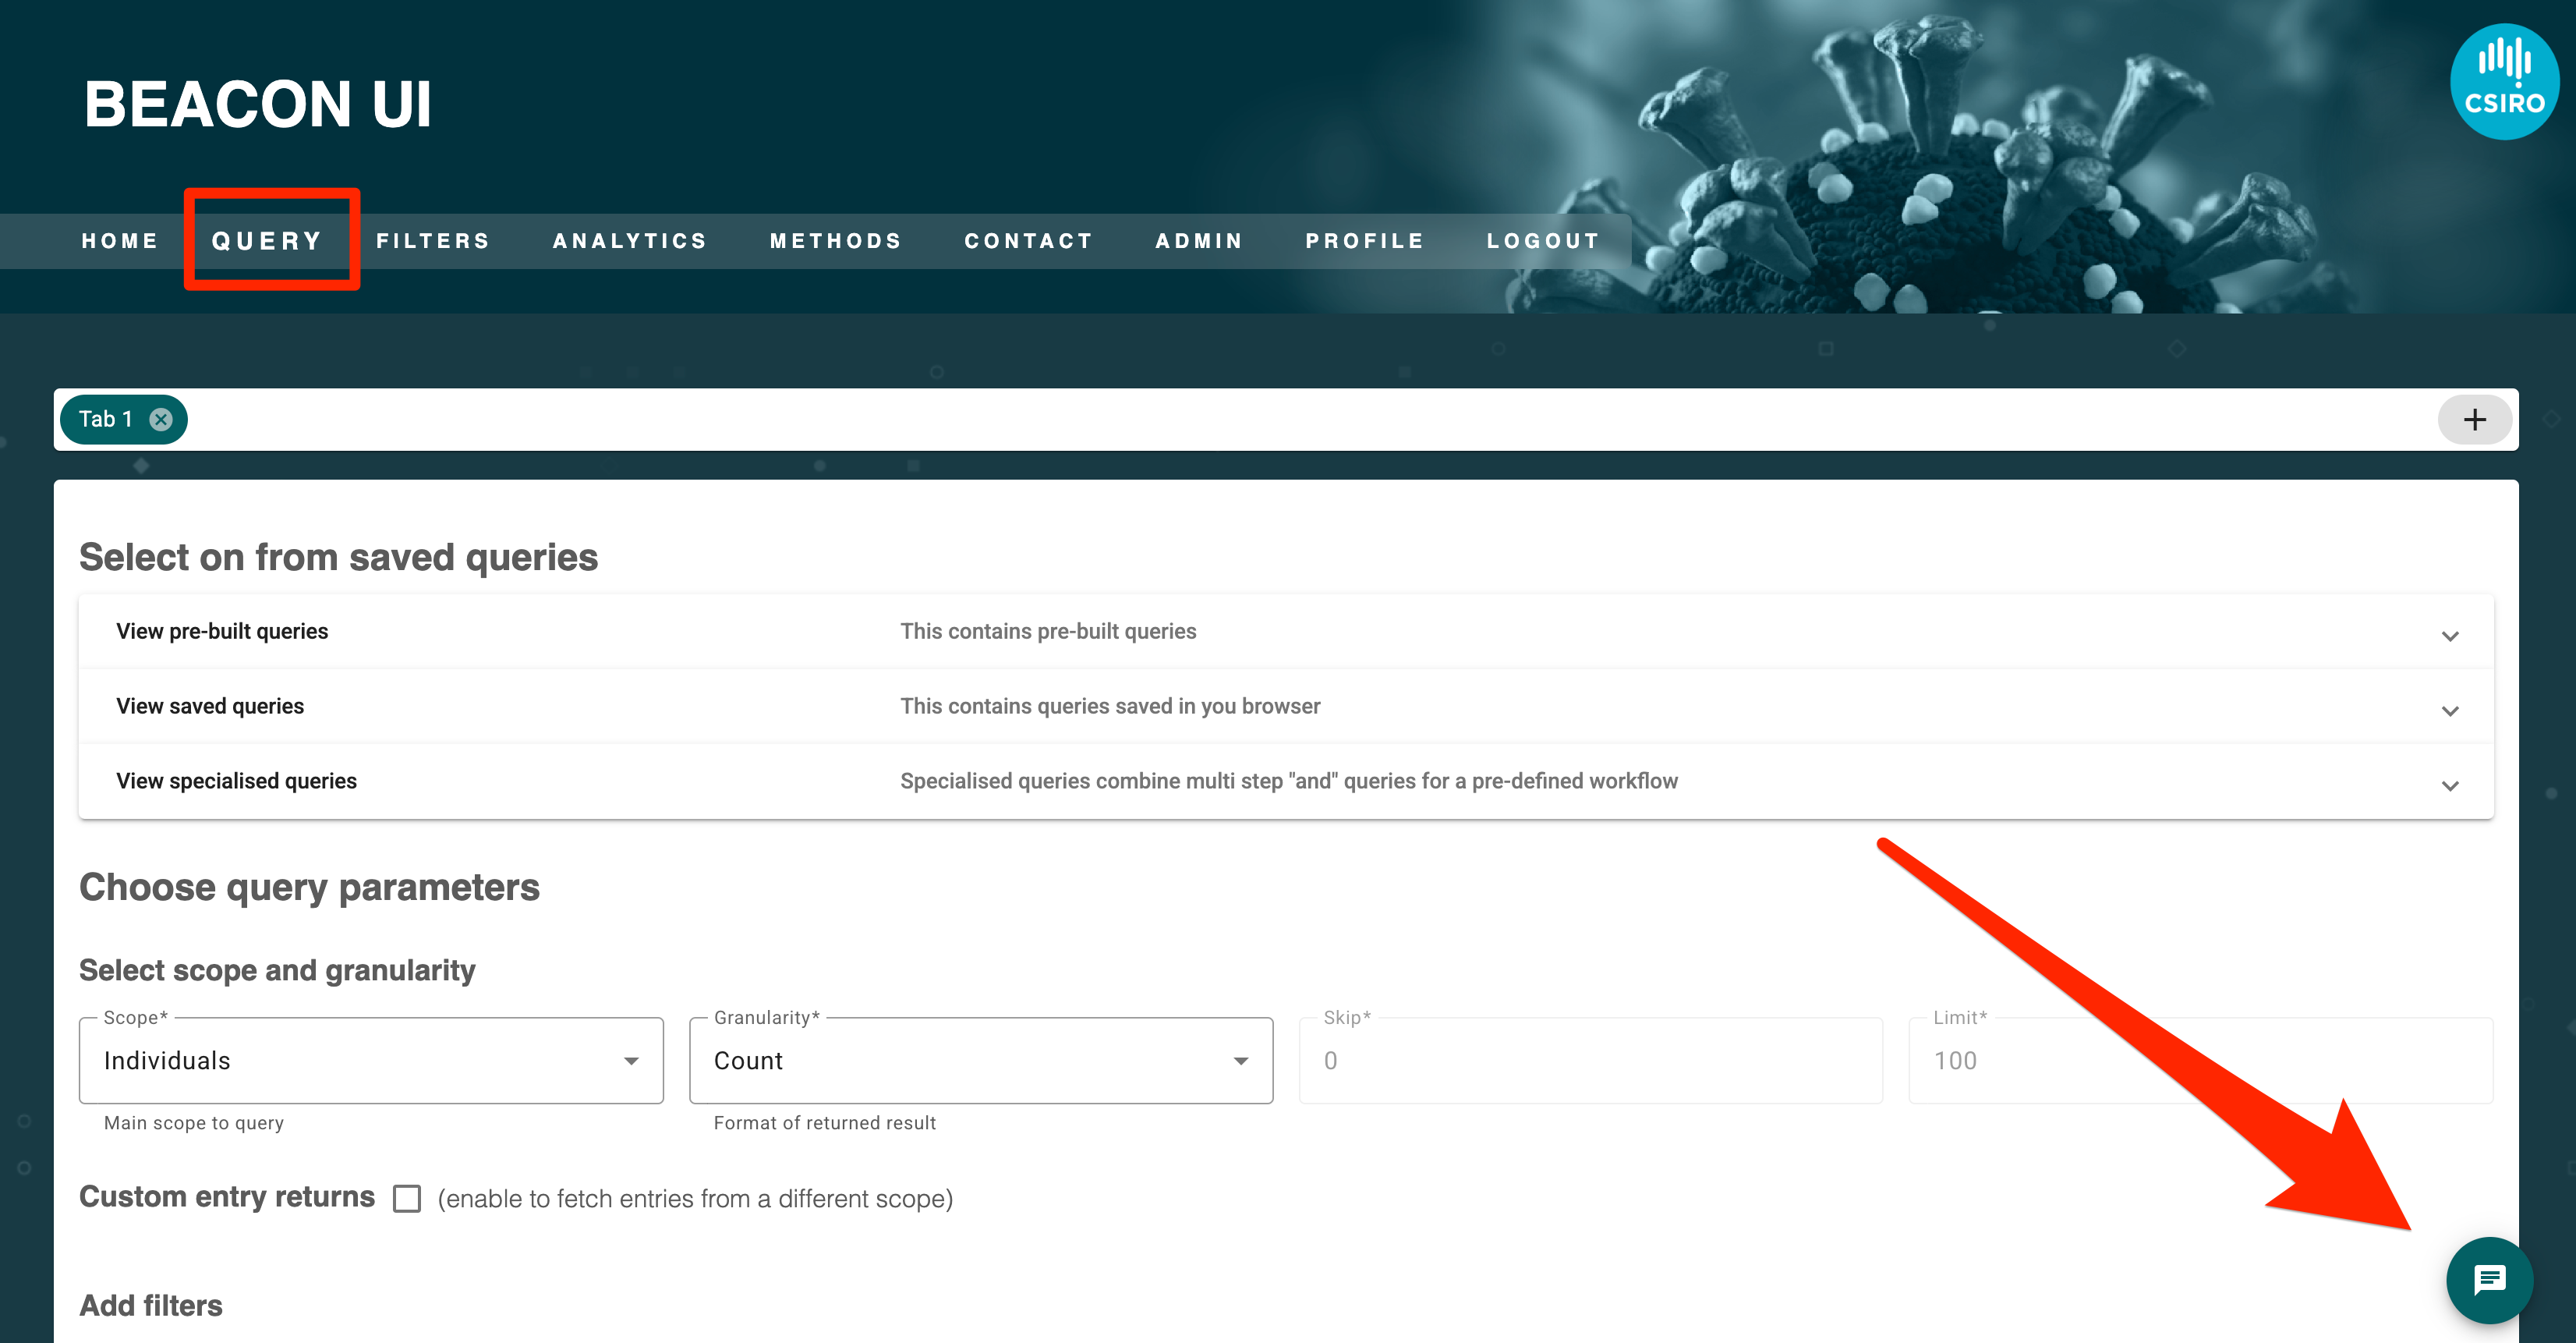 BEACON UI
CSIRO
HOME QUERY FILTERS ANALYTICS METHODS CONTACT ADMIN PROFILE LOGOUT
Tab 1
Select on from saved queries
View pre-built queries This contains pre-built queries
View saved queries This contains queries saved in you browser
View specialised queries Specialised queries combine multi step "and" queries for a pre-defined workflow
Choose query parameters
Select scope and granularity
Scope* Granularity* Skip* Limit*
Individuals Count 0 100
Main scope to query Format of returned result
Custom entry returns (enable to fetch entries from a different scope)
Add filters